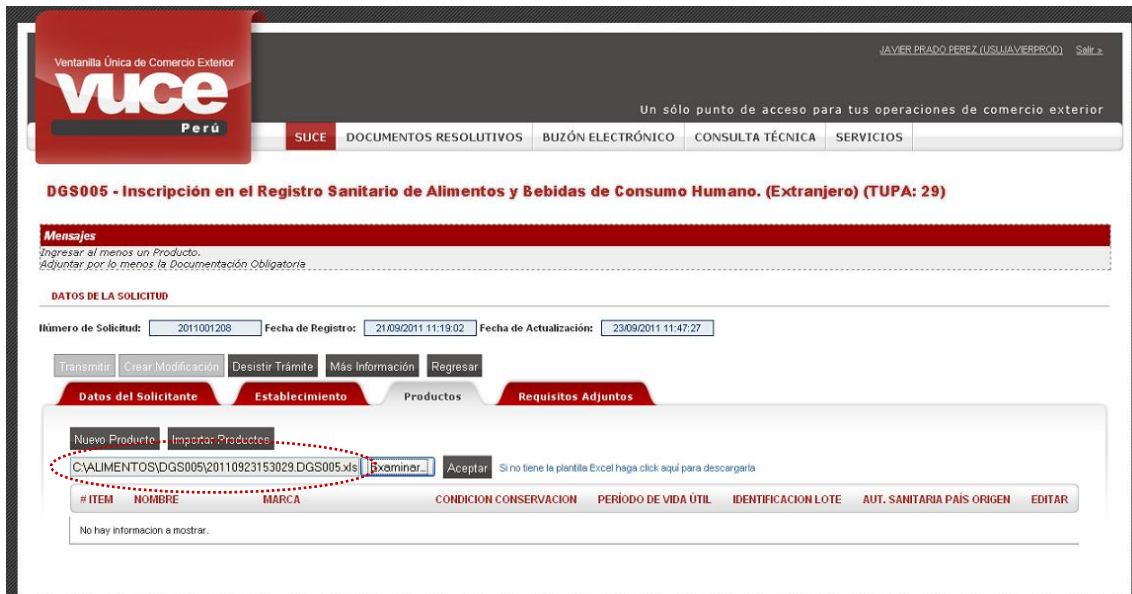 JAVIER PRADO PEREZ (USUJAVIERPROD) Salir »
Ventanilla Única de Comercio Exterior
vuce
Perú
Un sólo punto de acceso para tus operaciones de comercio exterior
SUCE DOCUMENTOS RESOLUTIVOS BUZÓN ELECTRÓNICO CONSULTA TÉCNICA SERVICIOS
DGS005 - Inscripción en el Registro Sanitario de Alimentos y Bebidas de Consumo Humano. (Extranjero) (TUPA: 29)
Mensajes
Ingresar al menos un Producto.
Adjuntar por lo menos la Documentación Obligatoria
DATOS DE LA SOLICITUD
Número de Solicitud: 2011001208 Fecha de Registro: 21/09/2011 11:19:02 Fecha de Actualización: 23/09/2011 11:47:27
Transmitir Crear Modificación Desistir Trámite Más Información Regresar
Datos del Solicitante Establecimiento Productos Requisitos Adjuntos
Nuevo Producto Importar Productos
C:\ALIMENTOS\DGS005\20110923153029.DGS005.xls Examinar... Aceptar Si no tiene la plantilla Excel haga click aquí para descargarla
# ITEM NOMBRE MARCA CONDICION CONSERVACION PERÍODO DE VIDA ÚTIL IDENTIFICACION LOTE AUT. SANITARIA PAÍS ORIGEN EDITAR
No hay informacion a mostrar.